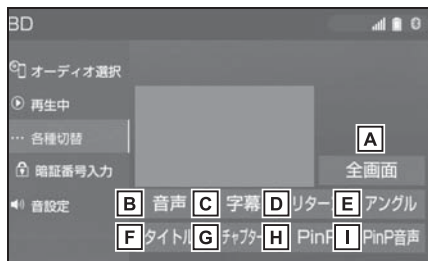 BD
オーディオ選択
再生中
各種切替
暗証番号入力
音設定
A
全画面
B 音声 C 字幕 D リター E アングル
F タイトル G チャプター H PinP I PinP音声